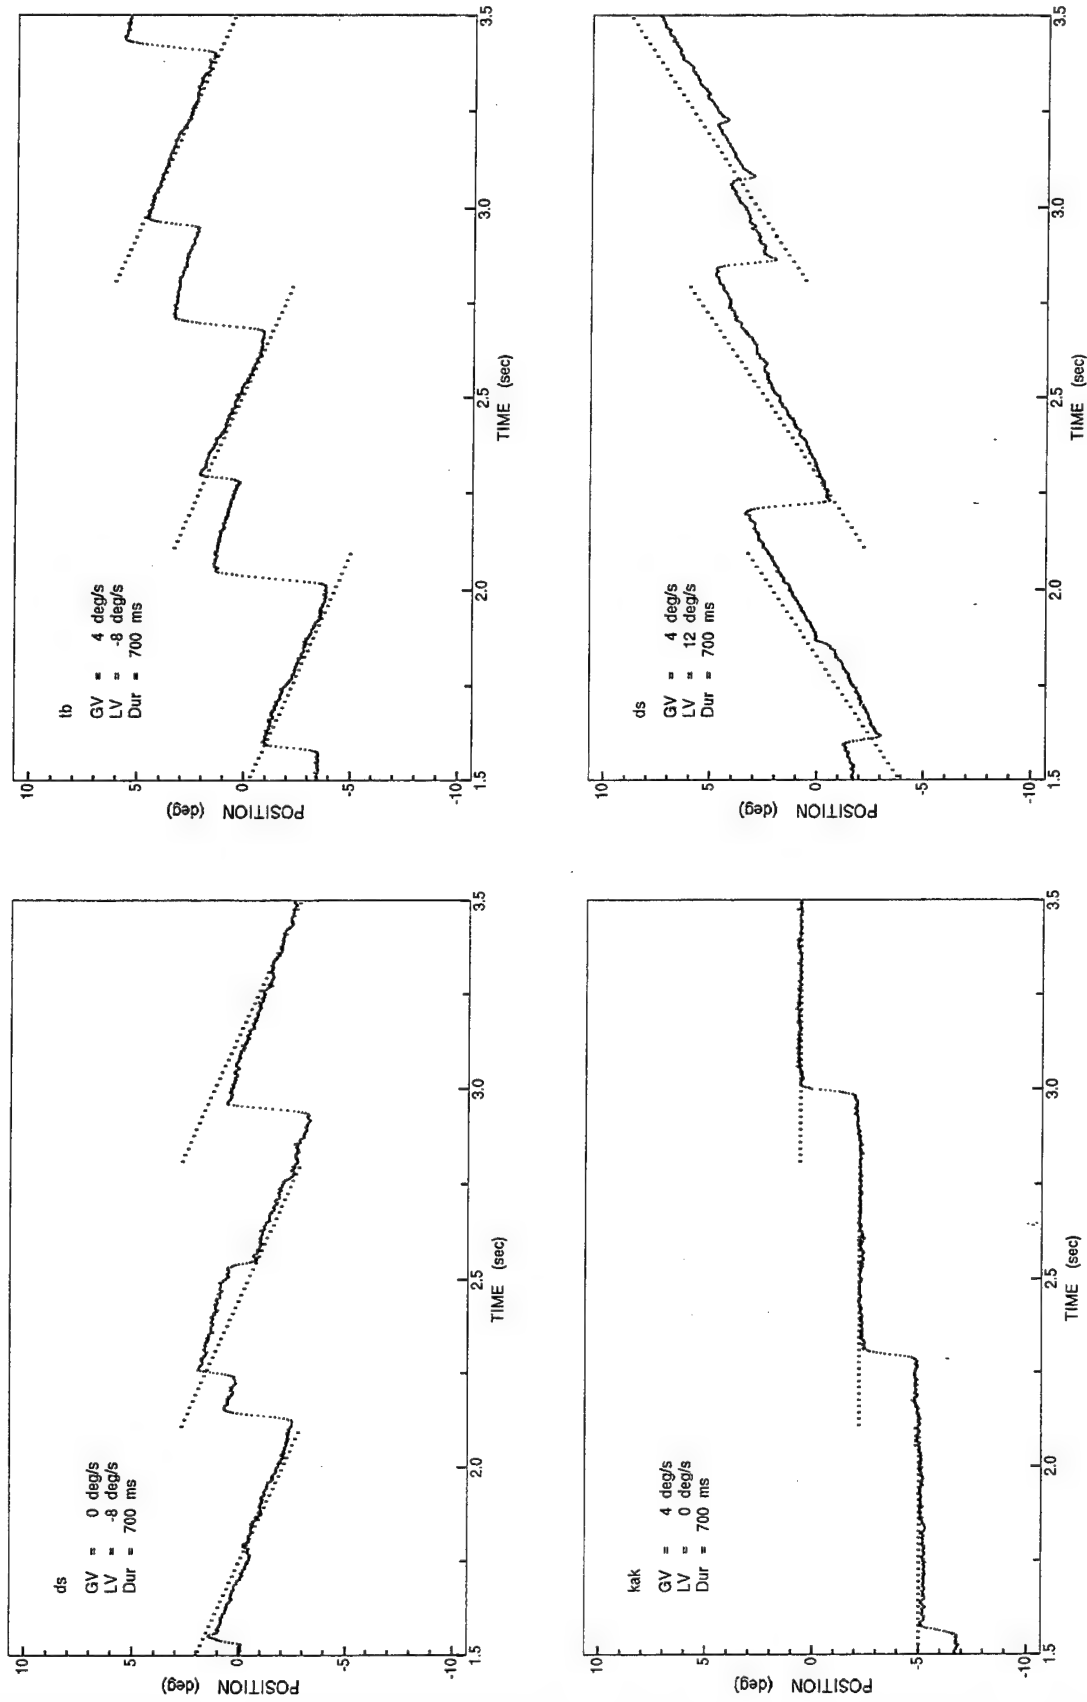 10
5
0
-5
-10
POSITION (deg)
ds
GV = 0 deg/s
LV = -8 deg/s
Dur = 700 ms
1.5 2.0 2.5 3.0 3.5
TIME (sec)
10
5
0
-5
-10
POSITION (deg)
tb
GV = 4 deg/s
LV = -8 deg/s
Dur = 700 ms
1.5 2.0 2.5 3.0 3.5
TIME (sec)
10
5
0
-5
-10
POSITION (deg)
kak
GV = 4 deg/s
LV = 0 deg/s
Dur = 700 ms
1.5 2.0 2.5 3.0 3.5
TIME (sec)
10
5
0
-5
-10
POSITION (deg)
ds
GV = 4 deg/s
LV = 12 deg/s
Dur = 700 ms
1.5 2.0 2.5 3.0 3.5
TIME (sec)